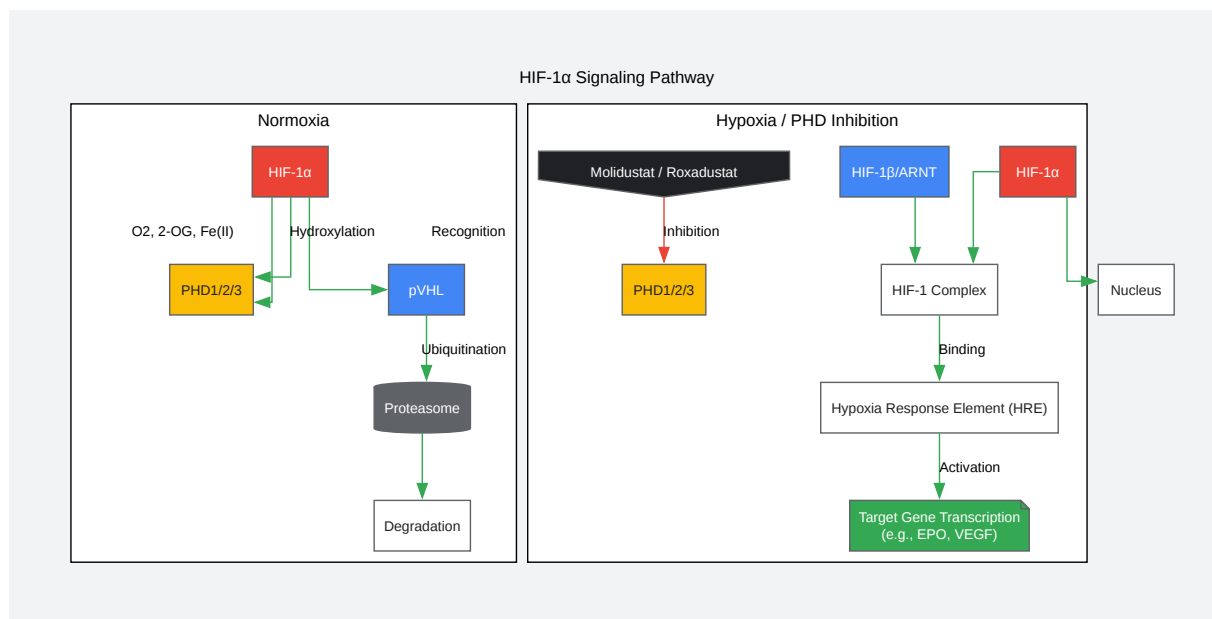 HIF-1α Signaling Pathway
Normoxia
HIF-1α
O2, 2-OG, Fe(II)
Hydroxylation
Recognition
PHD1/2/3
pVHL
Ubiquitination
Proteasome
Degradation
Hypoxia / PHD Inhibition
Molidustat / Roxadustat
HIF-1β/ARNT
HIF-1α
Inhibition
PHD1/2/3
HIF-1 Complex
Nucleus
Binding
Hypoxia Response Element (HRE)
Activation
Target Gene Transcription
(e.g., EPO, VEGF)